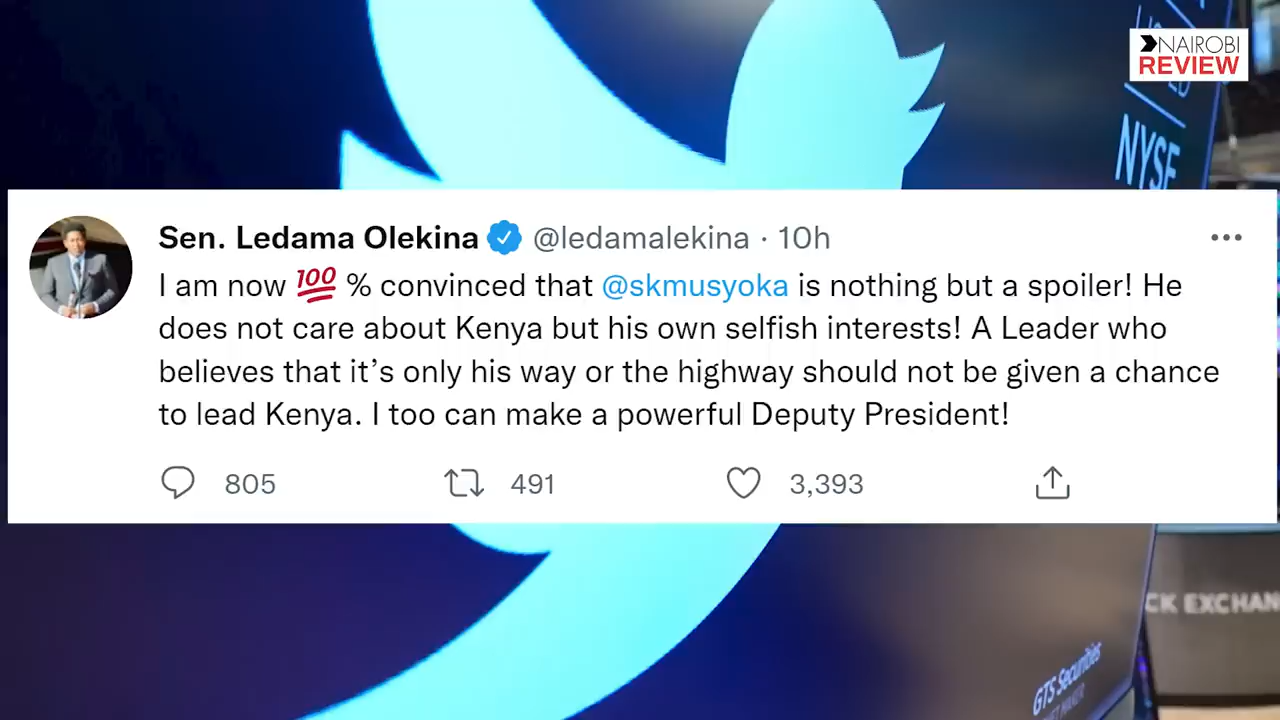 NAIROBI
REVIEW
NYSE
Sen. Ledama Olekina @ledamalekina · 10h
I am now 💯 % convinced that @skmusyoka is nothing but a spoiler! He
does not care about Kenya but his own selfish interests! A Leader who
believes that it’s only his way or the highway should not be given a chance
to lead Kenya. I too can make a powerful Deputy President!
805 491 3,393
CK EXCHAN
GTS Securities